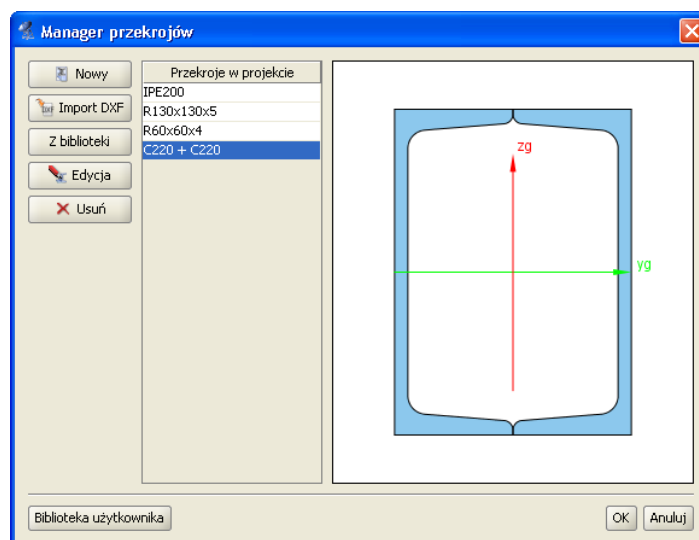 Manager przekrojów
Nowy
Import DXF
Z biblioteki
Edycja
Usuń
Przekroje w projekcie
IPE200
R130x130x5
R60x60x4
C220 + C220
zg
yg
Biblioteka użytkownika
OK
Anuluj